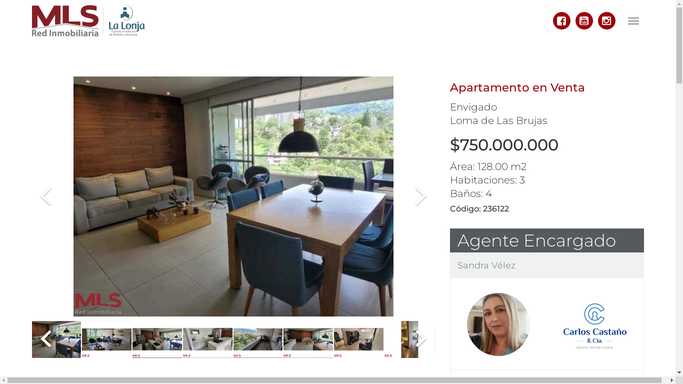 MLS
Red Inmobiliaria
La Lonja
Apartamento en Venta
Envigado
Loma de Las Brujas
$750.000.000
Área: 128.00 m2
Habitaciones: 3
Baños: 4
Código: 236122
MLS
Red Inmobiliaria
Agente Encargado
Sandra Vélez
Carlos Castaño
& Cía.